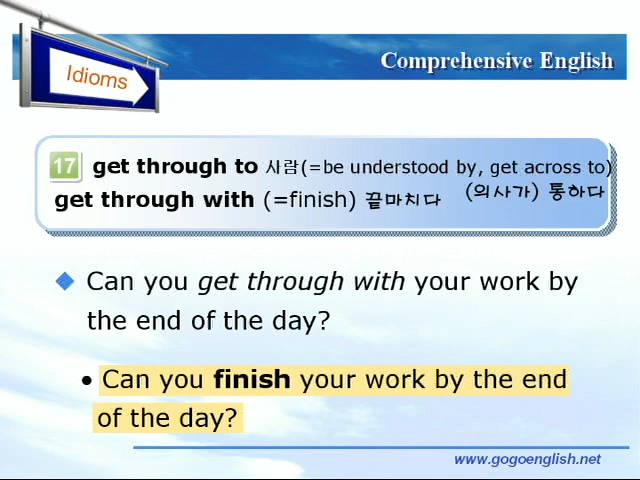 Idioms
Comprehensive English
17 get through to 사람(=be understood by, get across to)
get through with (=finish) 끝마치다 (의사가) 통하다
Can you get through with your work by
the end of the day?
• Can you finish your work by the end
of the day?
www.gogoenglish.net